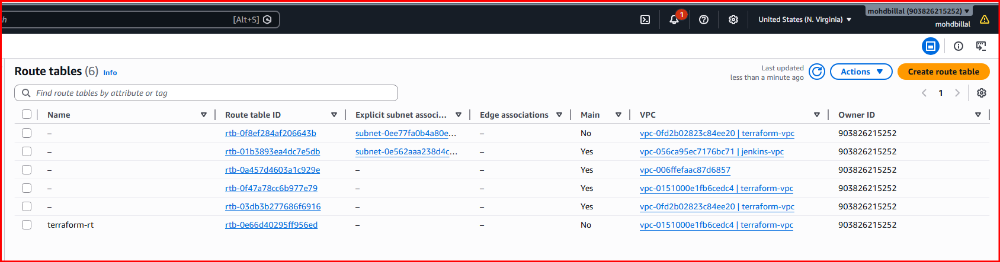 [Alt+S] 1 United States (N. Virginia) mohdbillal (903826215252)
mohdbillal
Route tables (6) Info Last updated less than a minute ago Actions Create route table
Find route tables by attribute or tag 1
Name Route table ID Explicit subnet associ... Edge associations Main VPC Owner ID
– rtb-0f8ef284af206643b subnet-0ee77fa0b4a80e... – No vpc-0fd2b02823c84ee20 | terraform-vpc 903826215252
– rtb-01b3893ea4dc7e5db subnet-0e562aaa238d4c... – Yes vpc-056ca95ec7176bc71 | jenkins-vpc 903826215252
– rtb-0a457d4603a1c929e – – Yes vpc-006ffefaac87d6857 903826215252
– rtb-0f47a78cc6b977e79 – – Yes vpc-0151000e1fb6cedc4 | terraform-vpc 903826215252
– rtb-03db3b277686f6916 – – Yes vpc-0fd2b02823c84ee20 | terraform-vpc 903826215252
terraform-rt rtb-0e66d40295ff956ed – – No vpc-0151000e1fb6cedc4 | terraform-vpc 903826215252